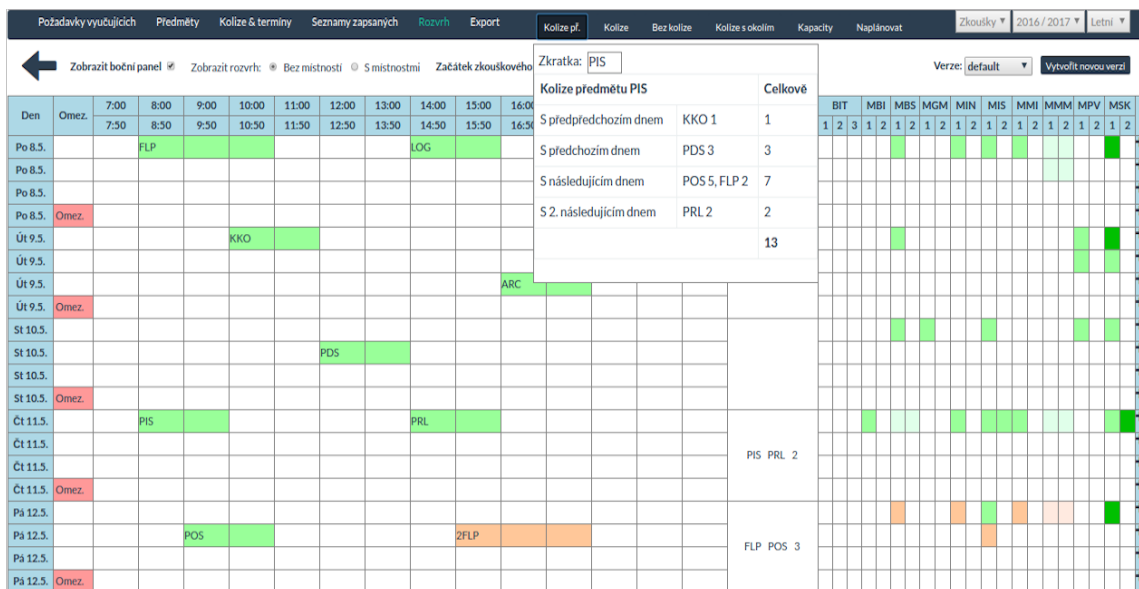 Požadavky vyučujících Předměty Kolize & termíny Seznamy zapsaných Rozvrh Export Kolize př. Kolize Bez kolize Kolize s okolím Kapacity Naplánovat Zkoušky 2016 / 2017 Letní
Zobrazit boční panel Zobrazit rozvrh: Bez místností S místnostmi Začátek zkouškového Verze: default Vytvořit novou verzi
Zkratka: PIS
Kolize předmětu PIS Celkově
S předpředchozím dnem KKO 1 1
S předchozím dnem PDS 3 3
S následujícím dnem POS 5, FLP 2 7
S 2. následujícím dnem PRL 2 2
13
Den Omez. 7:00 8:00 9:00 10:00 11:00 12:00 13:00 14:00 15:00 16:00 BIT MBI MBS MGM MIN MIS MMI MMM MPV MSK
7:50 8:50 9:50 10:50 11:50 12:50 13:50 14:50 15:50 16:50 1 2 3 1 2 1 2 1 2 1 2 1 2 1 2 1 2 1 2 1 2
Po 8.5. FLP LOG
Po 8.5.
Po 8.5.
Po 8.5. Omez.
Út 9.5. KKO
Út 9.5.
Út 9.5. ARC
Út 9.5. Omez.
St 10.5.
St 10.5. PDS
St 10.5.
St 10.5. Omez.
Čt 11.5. PIS PRL
Čt 11.5.
Čt 11.5. PIS PRL 2
Čt 11.5. Omez.
Pá 12.5.
Pá 12.5. POS 2FLP FLP POS 3
Pá 12.5.
Pá 12.5. Omez.